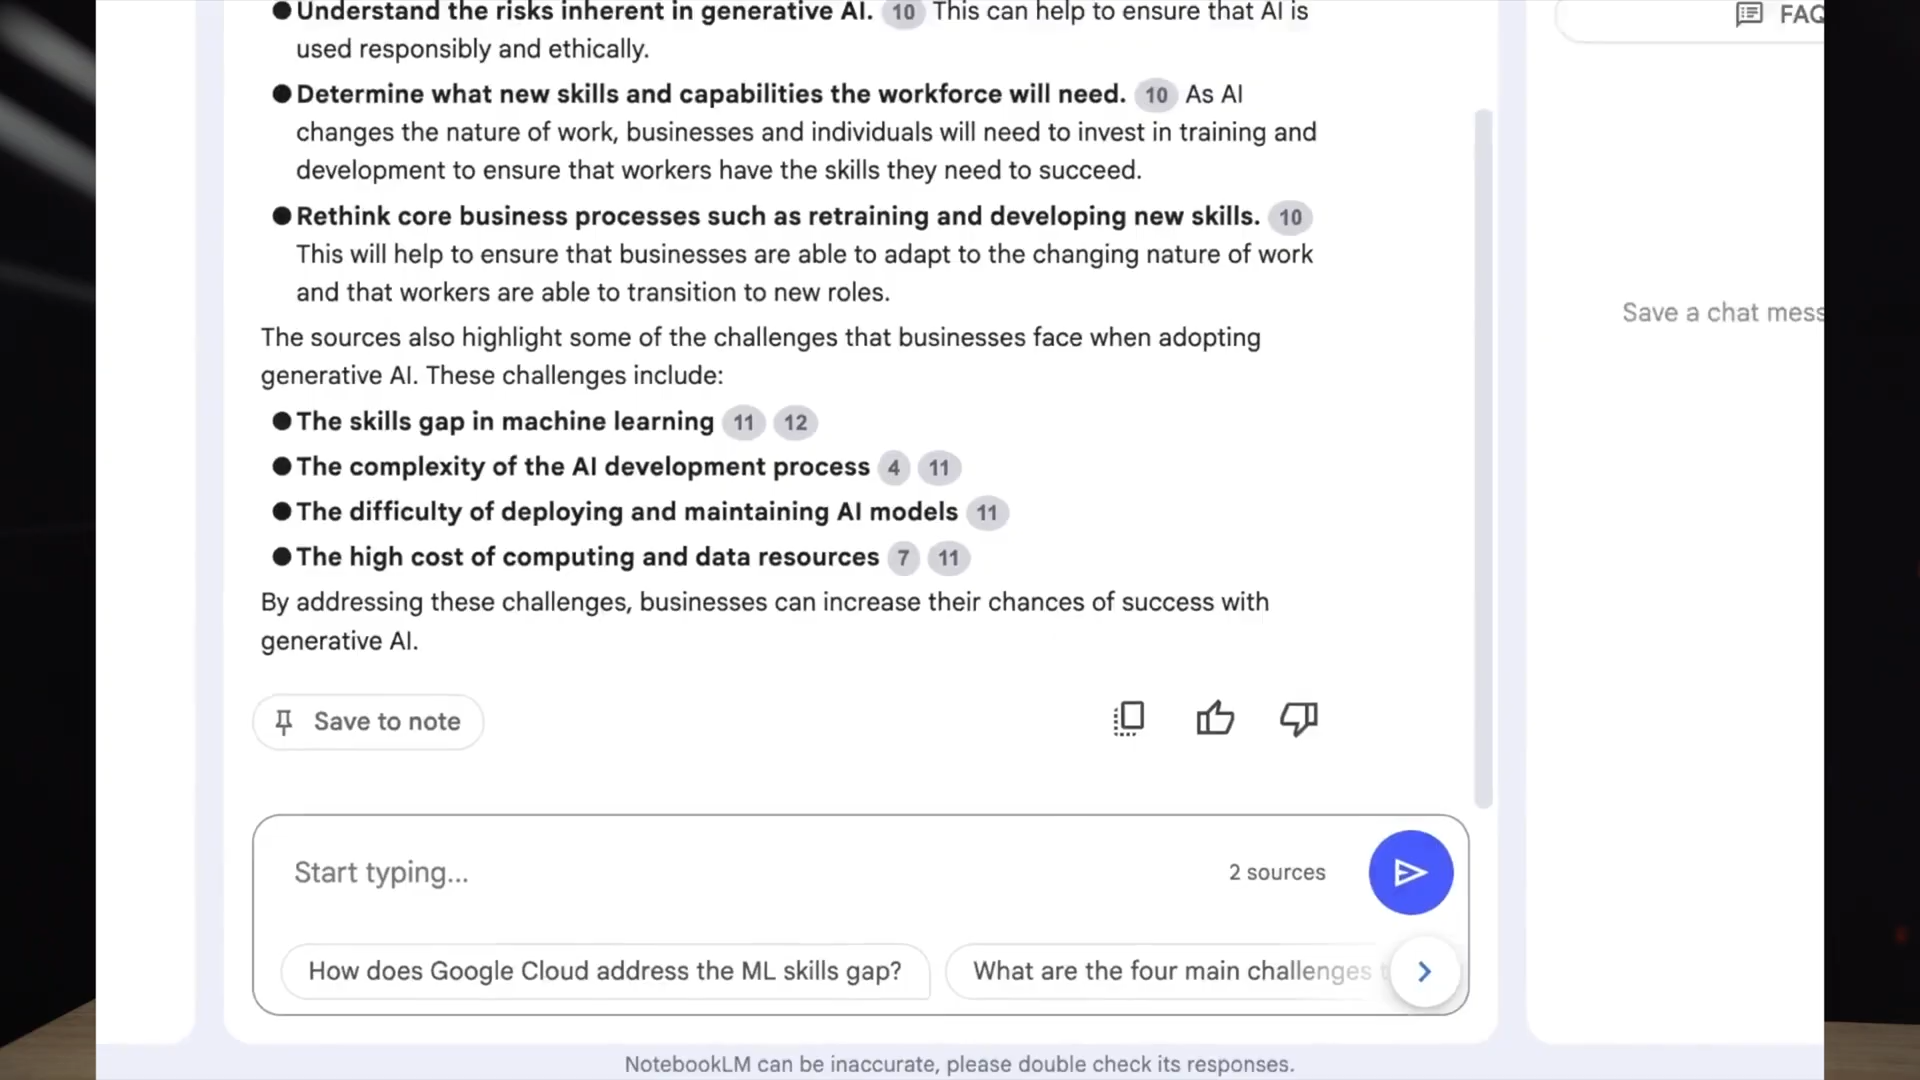 ● Understand the risks inherent in generative AI. 10 This can help to ensure that AI is
used responsibly and ethically.
● Determine what new skills and capabilities the workforce will need. 10 As AI
changes the nature of work, businesses and individuals will need to invest in training and
development to ensure that workers have the skills they need to succeed.
● Rethink core business processes such as retraining and developing new skills. 10
This will help to ensure that businesses are able to adapt to the changing nature of work
and that workers are able to transition to new roles.
The sources also highlight some of the challenges that businesses face when adopting
generative AI. These challenges include:
● The skills gap in machine learning 11 12
● The complexity of the AI development process 4 11
● The difficulty of deploying and maintaining AI models 11
● The high cost of computing and data resources 7 11
By addressing these challenges, businesses can increase their chances of success with
generative AI.
Save to note
Start typing...
2 sources
How does Google Cloud address the ML skills gap?
What are the four main challenges
NotebookLM can be inaccurate, please double check its responses.
FAQ
Save a chat mess